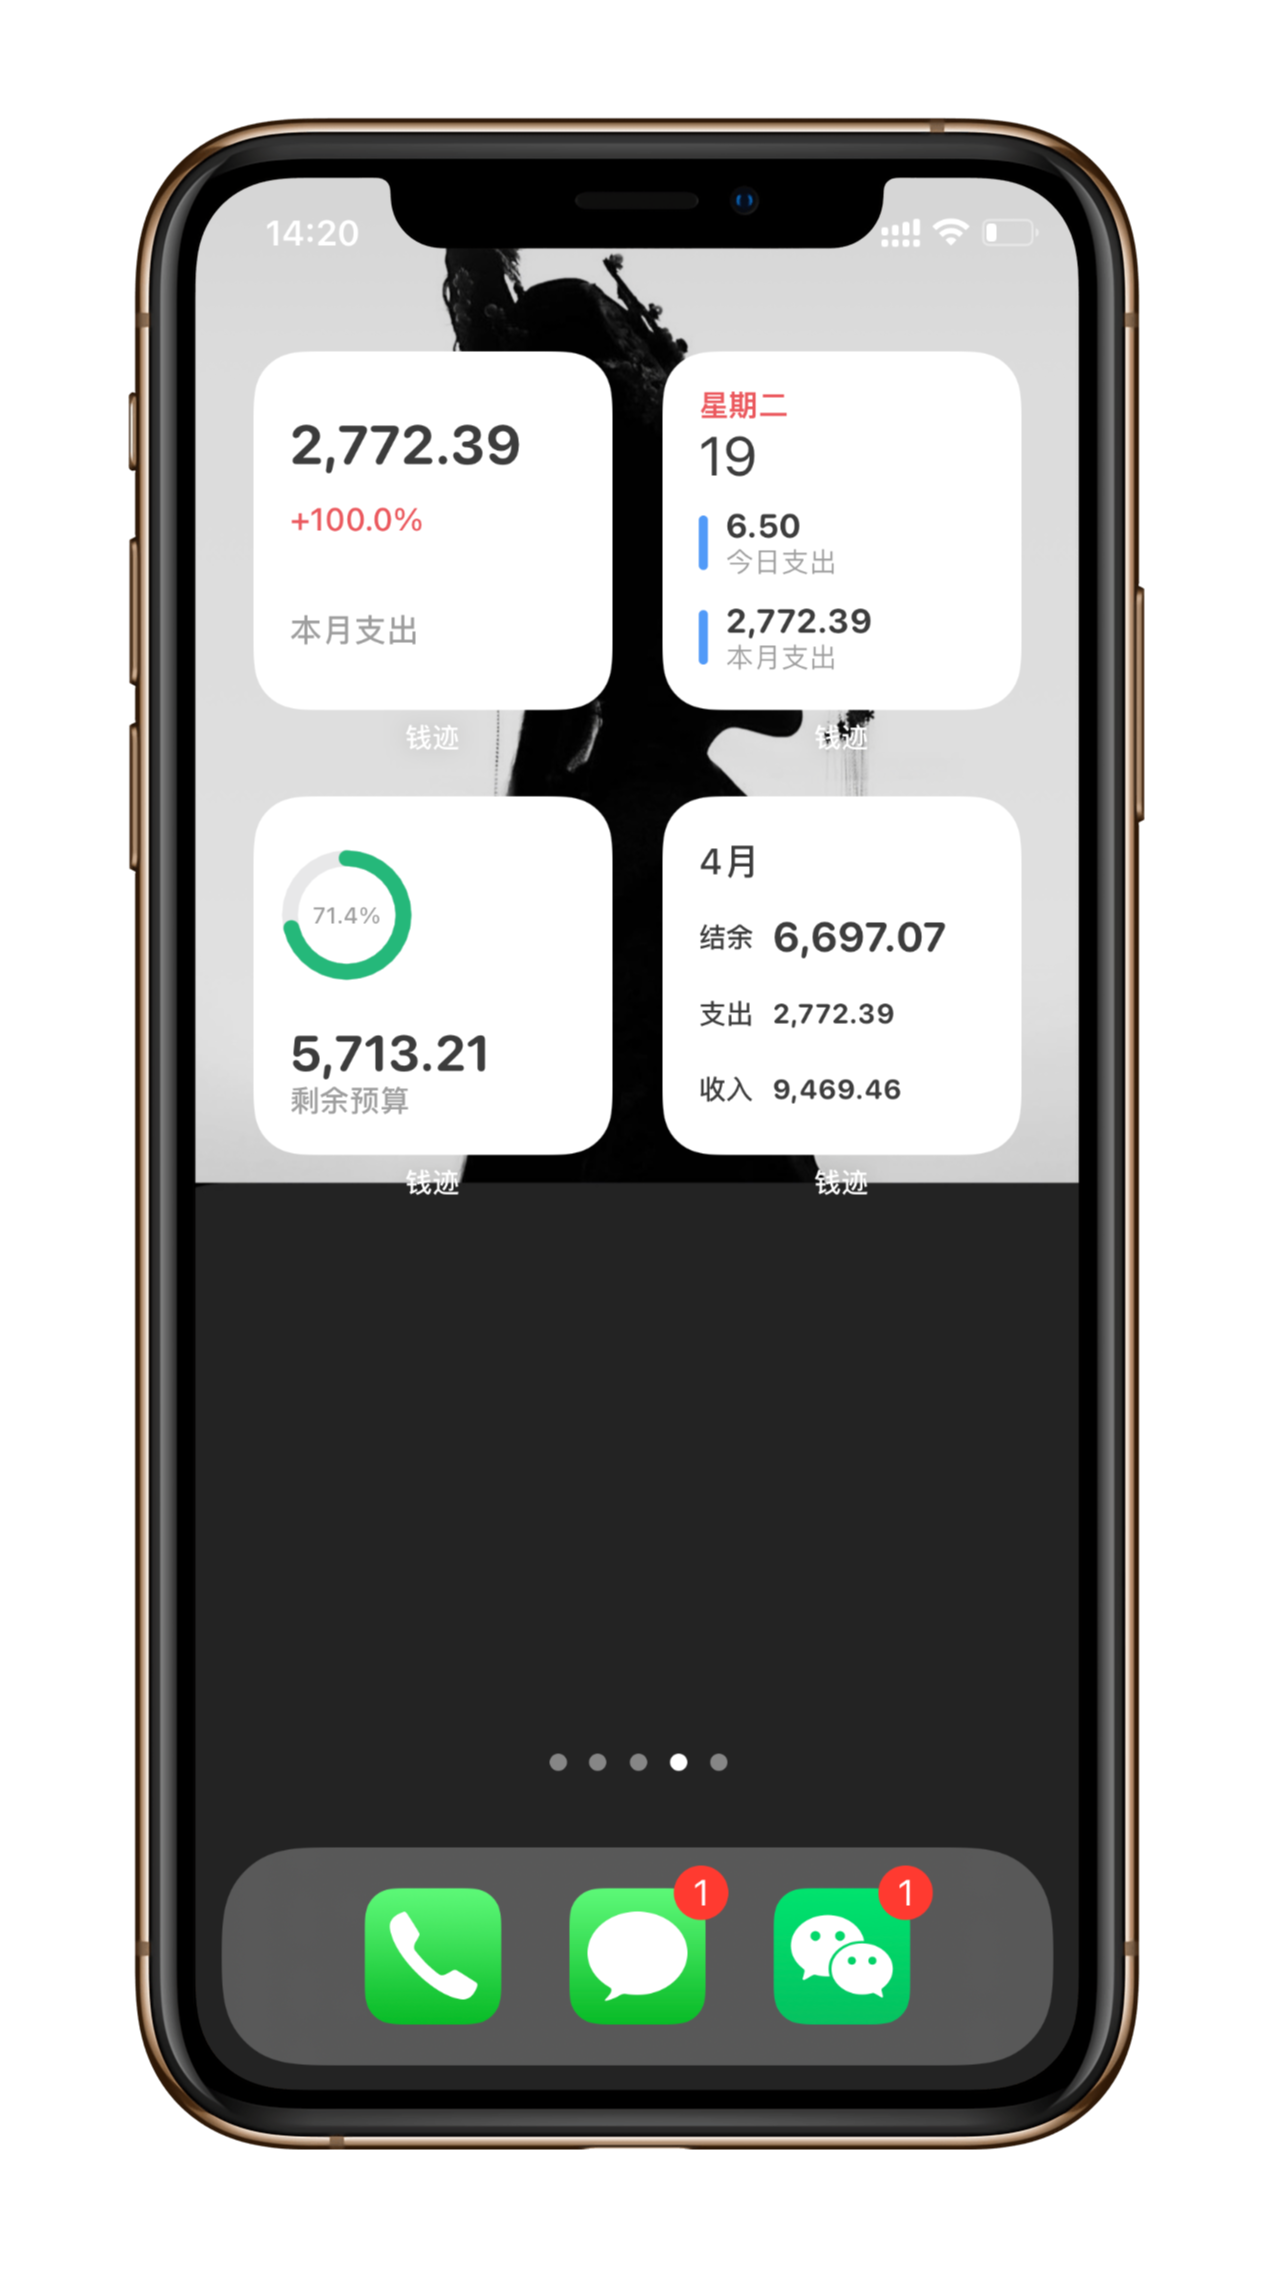 14:20
2,772.39
+100.0%
本月支出
钱迹
星期二
19
6.50
今日支出
2,772.39
本月支出
钱迹
71.4%
5,713.21
剩余预算
钱迹
4月
结余 6,697.07
支出 2,772.39
收入 9,469.46
钱迹
1
1